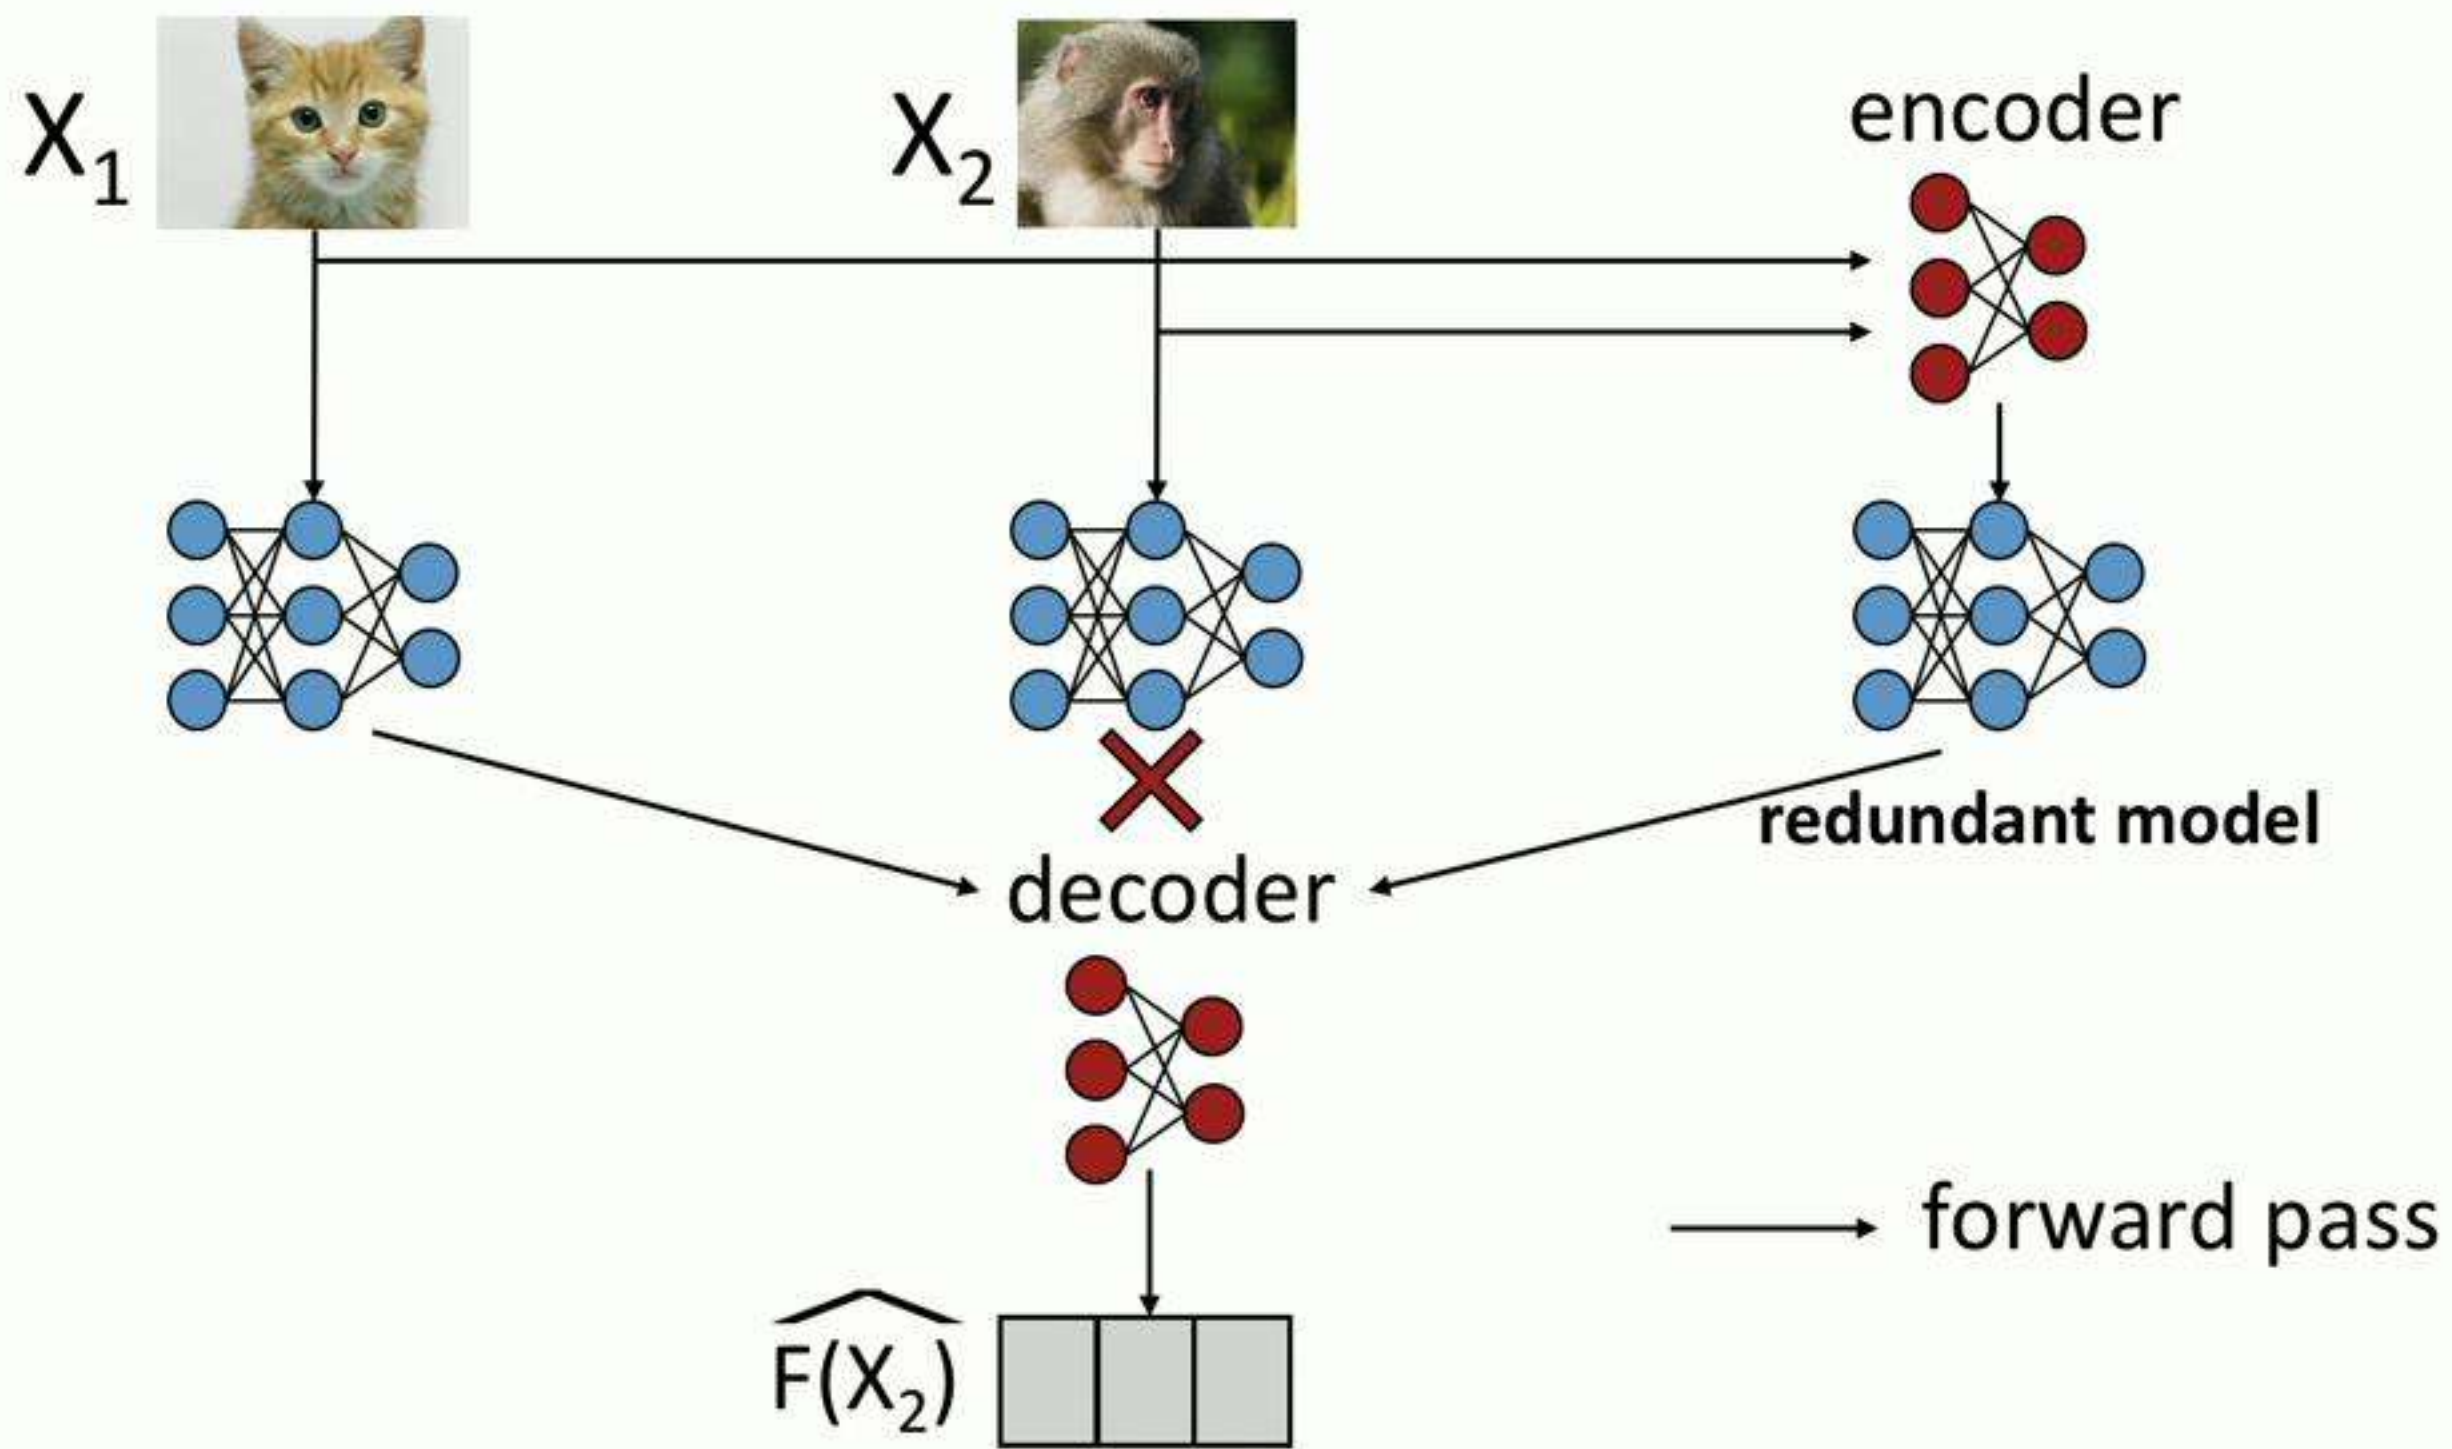 X₁
X₂
encoder
redundant model
decoder
forward pass
F(X₂)